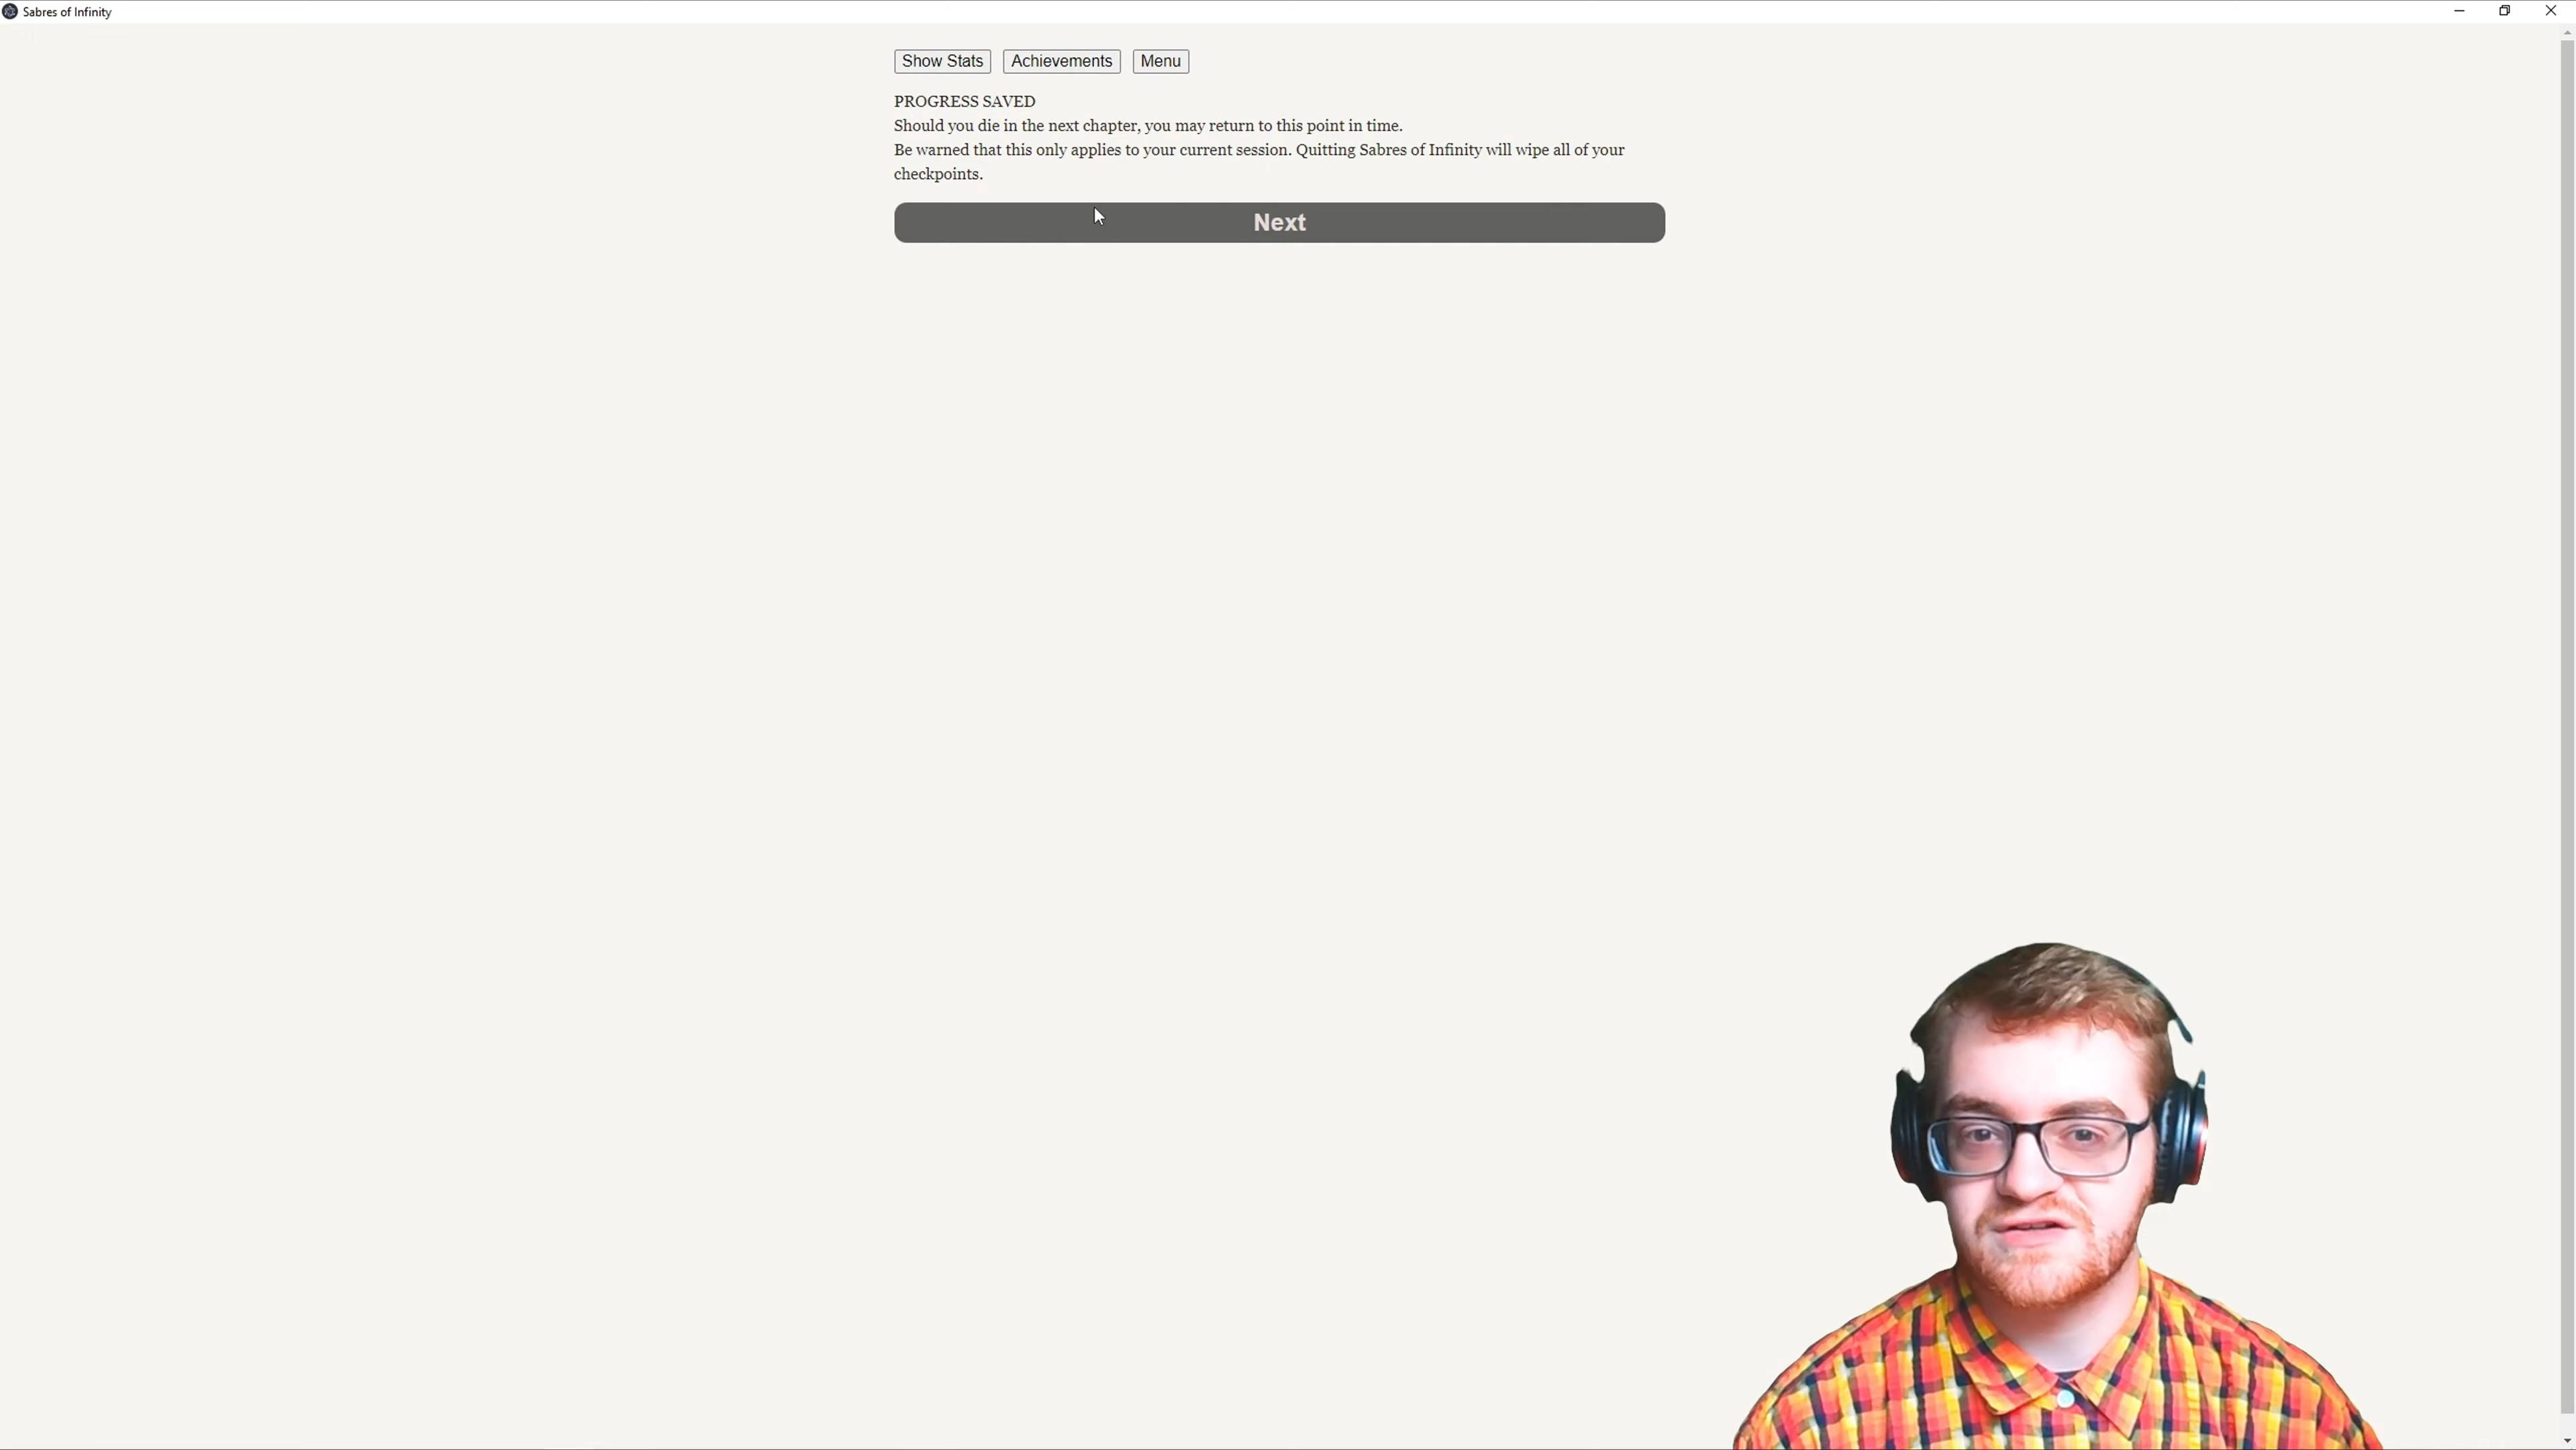 Sabres of Infinity
Show Stats Achievements Menu
PROGRESS SAVED
Should you die in the next chapter, you may return to this point in time.
Be warned that this only applies to your current session. Quitting Sabres of Infinity will wipe all of your
checkpoints.
Next